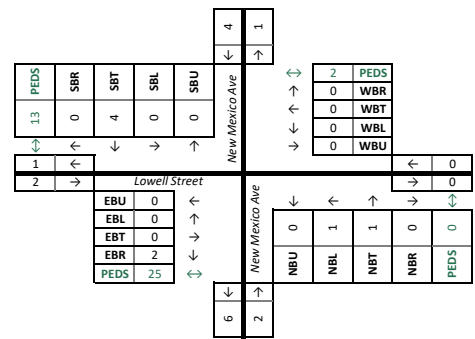 4 1
↓ ↑
New Mexico Ave
PEDS SBR SBT SBL SBU
13 0 4 0 0
↕ ← ↓ → ↑
↔ 2 PEDS
↑ 0 WBR
← 0 WBT
↓ 0 WBL
→ 0 WBU
1 ←
2 →
← 0
→ 0
Lowell Street
EBU 0 ←
EBL 0 ↑
EBT 0 →
EBR 2 ↓
PEDS 25 ↔
New Mexico Ave
↓ ← ↑ → ↕
0 1 1 0 0
NBU NBL NBT NBR PEDS
↓ ↑
6 2